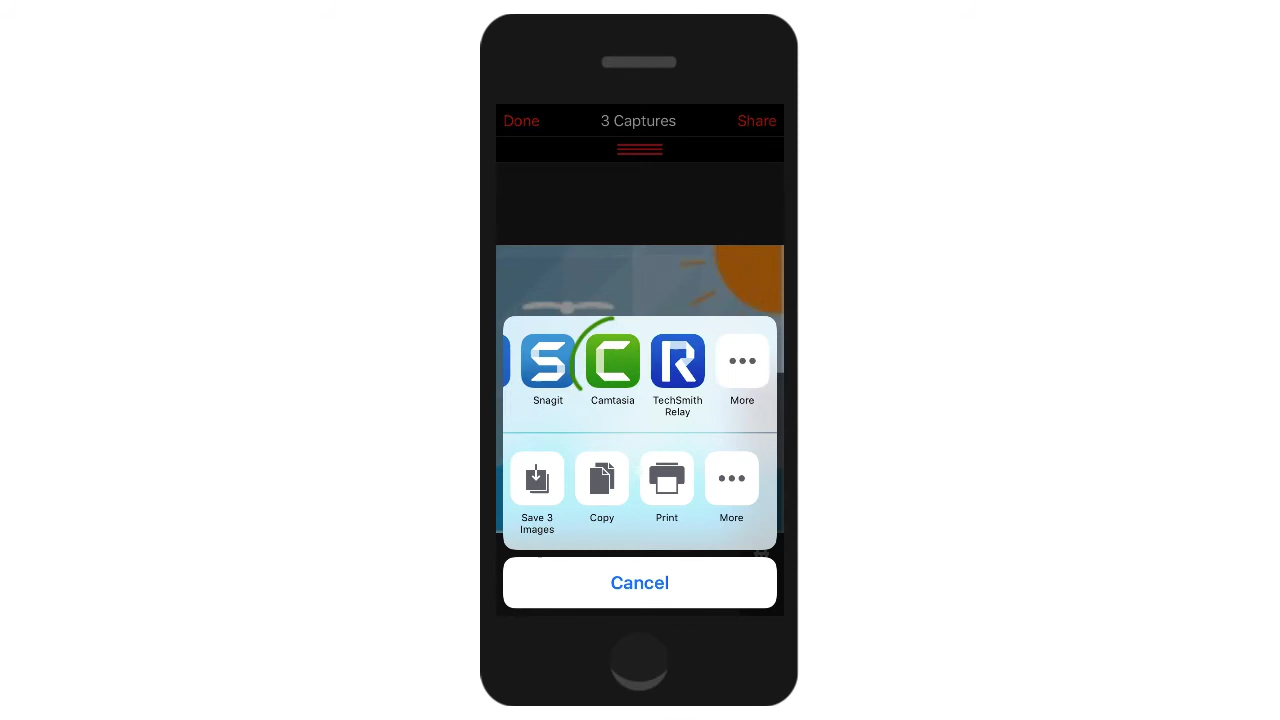 Done 3 Captures Share
Snagit Camtasia TechSmith Relay More
Save 3 Images Copy Print More
Cancel